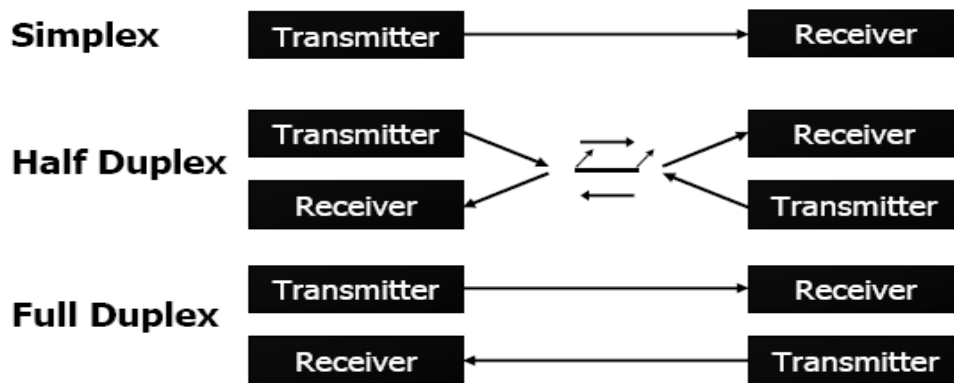 Simplex
Transmitter
Receiver
Half Duplex
Transmitter
Receiver
Receiver
Transmitter
Full Duplex
Transmitter
Receiver
Receiver
Transmitter